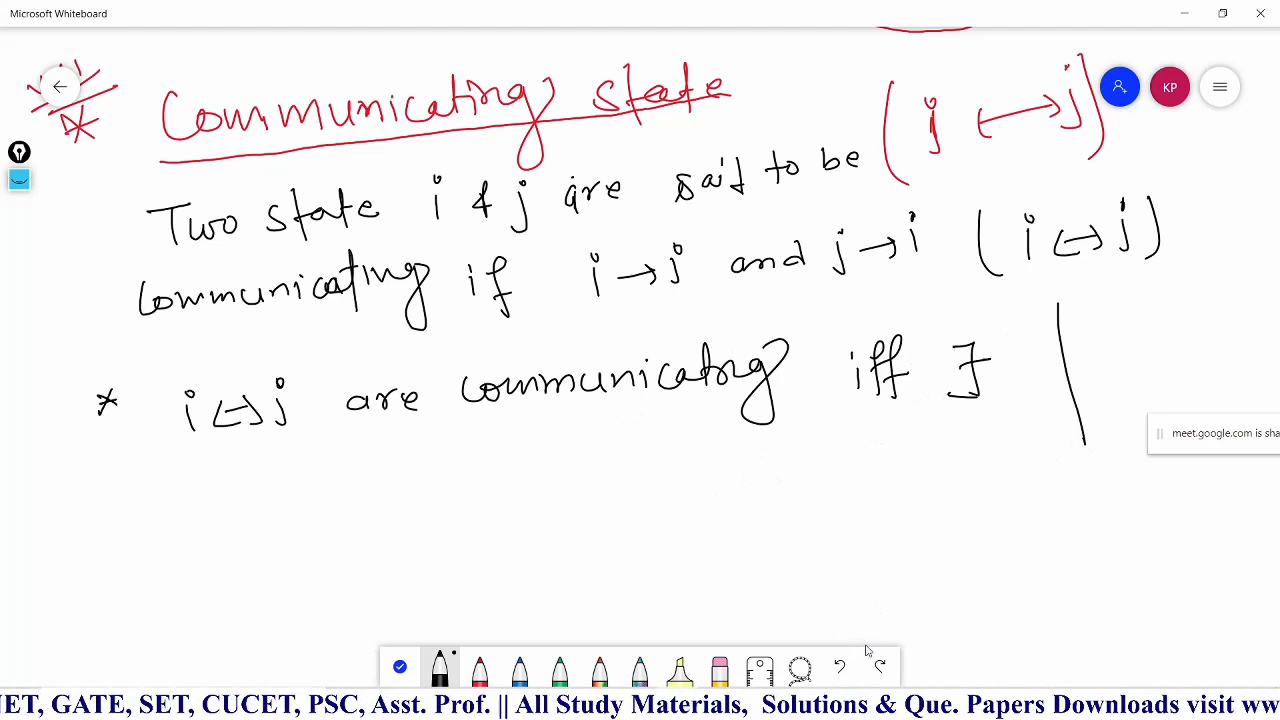 Microsoft Whiteboard
Communicating state (i ↔ j)
KP
Two state i & j are said to be
communicating if i → j and j → i (i ↔ j)
* i ↔ j are communicating iff ∃
meet.google.com is sha
NET, GATE, SET, CUCET, PSC, Asst. Prof. || All Study Materials, Solutions & Que. Papers Downloads visit ww